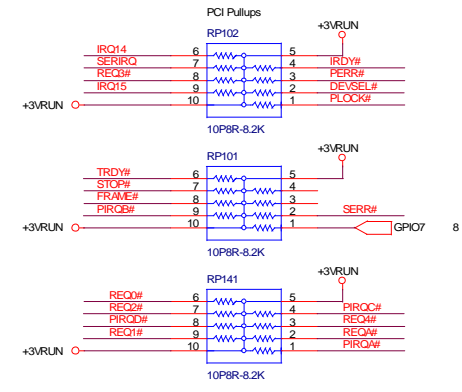 PCI Pullups
RP102
+3VRUN
IRQ14 6 5
SERIRQ 7 4 IRDY#
REQ3# 8 3 PERR#
IRQ15 9 2 DEVSEL#
+3VRUN 10 1 PLOCK#
10P8R-8.2K
RP101
+3VRUN
TRDY# 6 5
STOP# 7 4
FRAME# 8 3
PIRQB# 9 2 SERR#
+3VRUN 10 1 GPIO7 8
10P8R-8.2K
RP141
+3VRUN
REQ0# 6 5
REQ2# 7 4 PIRQC#
PIRQD# 8 3 REQ4#
REQ1# 9 2 REQA#
+3VRUN 10 1 PIRQA#
10P8R-8.2K